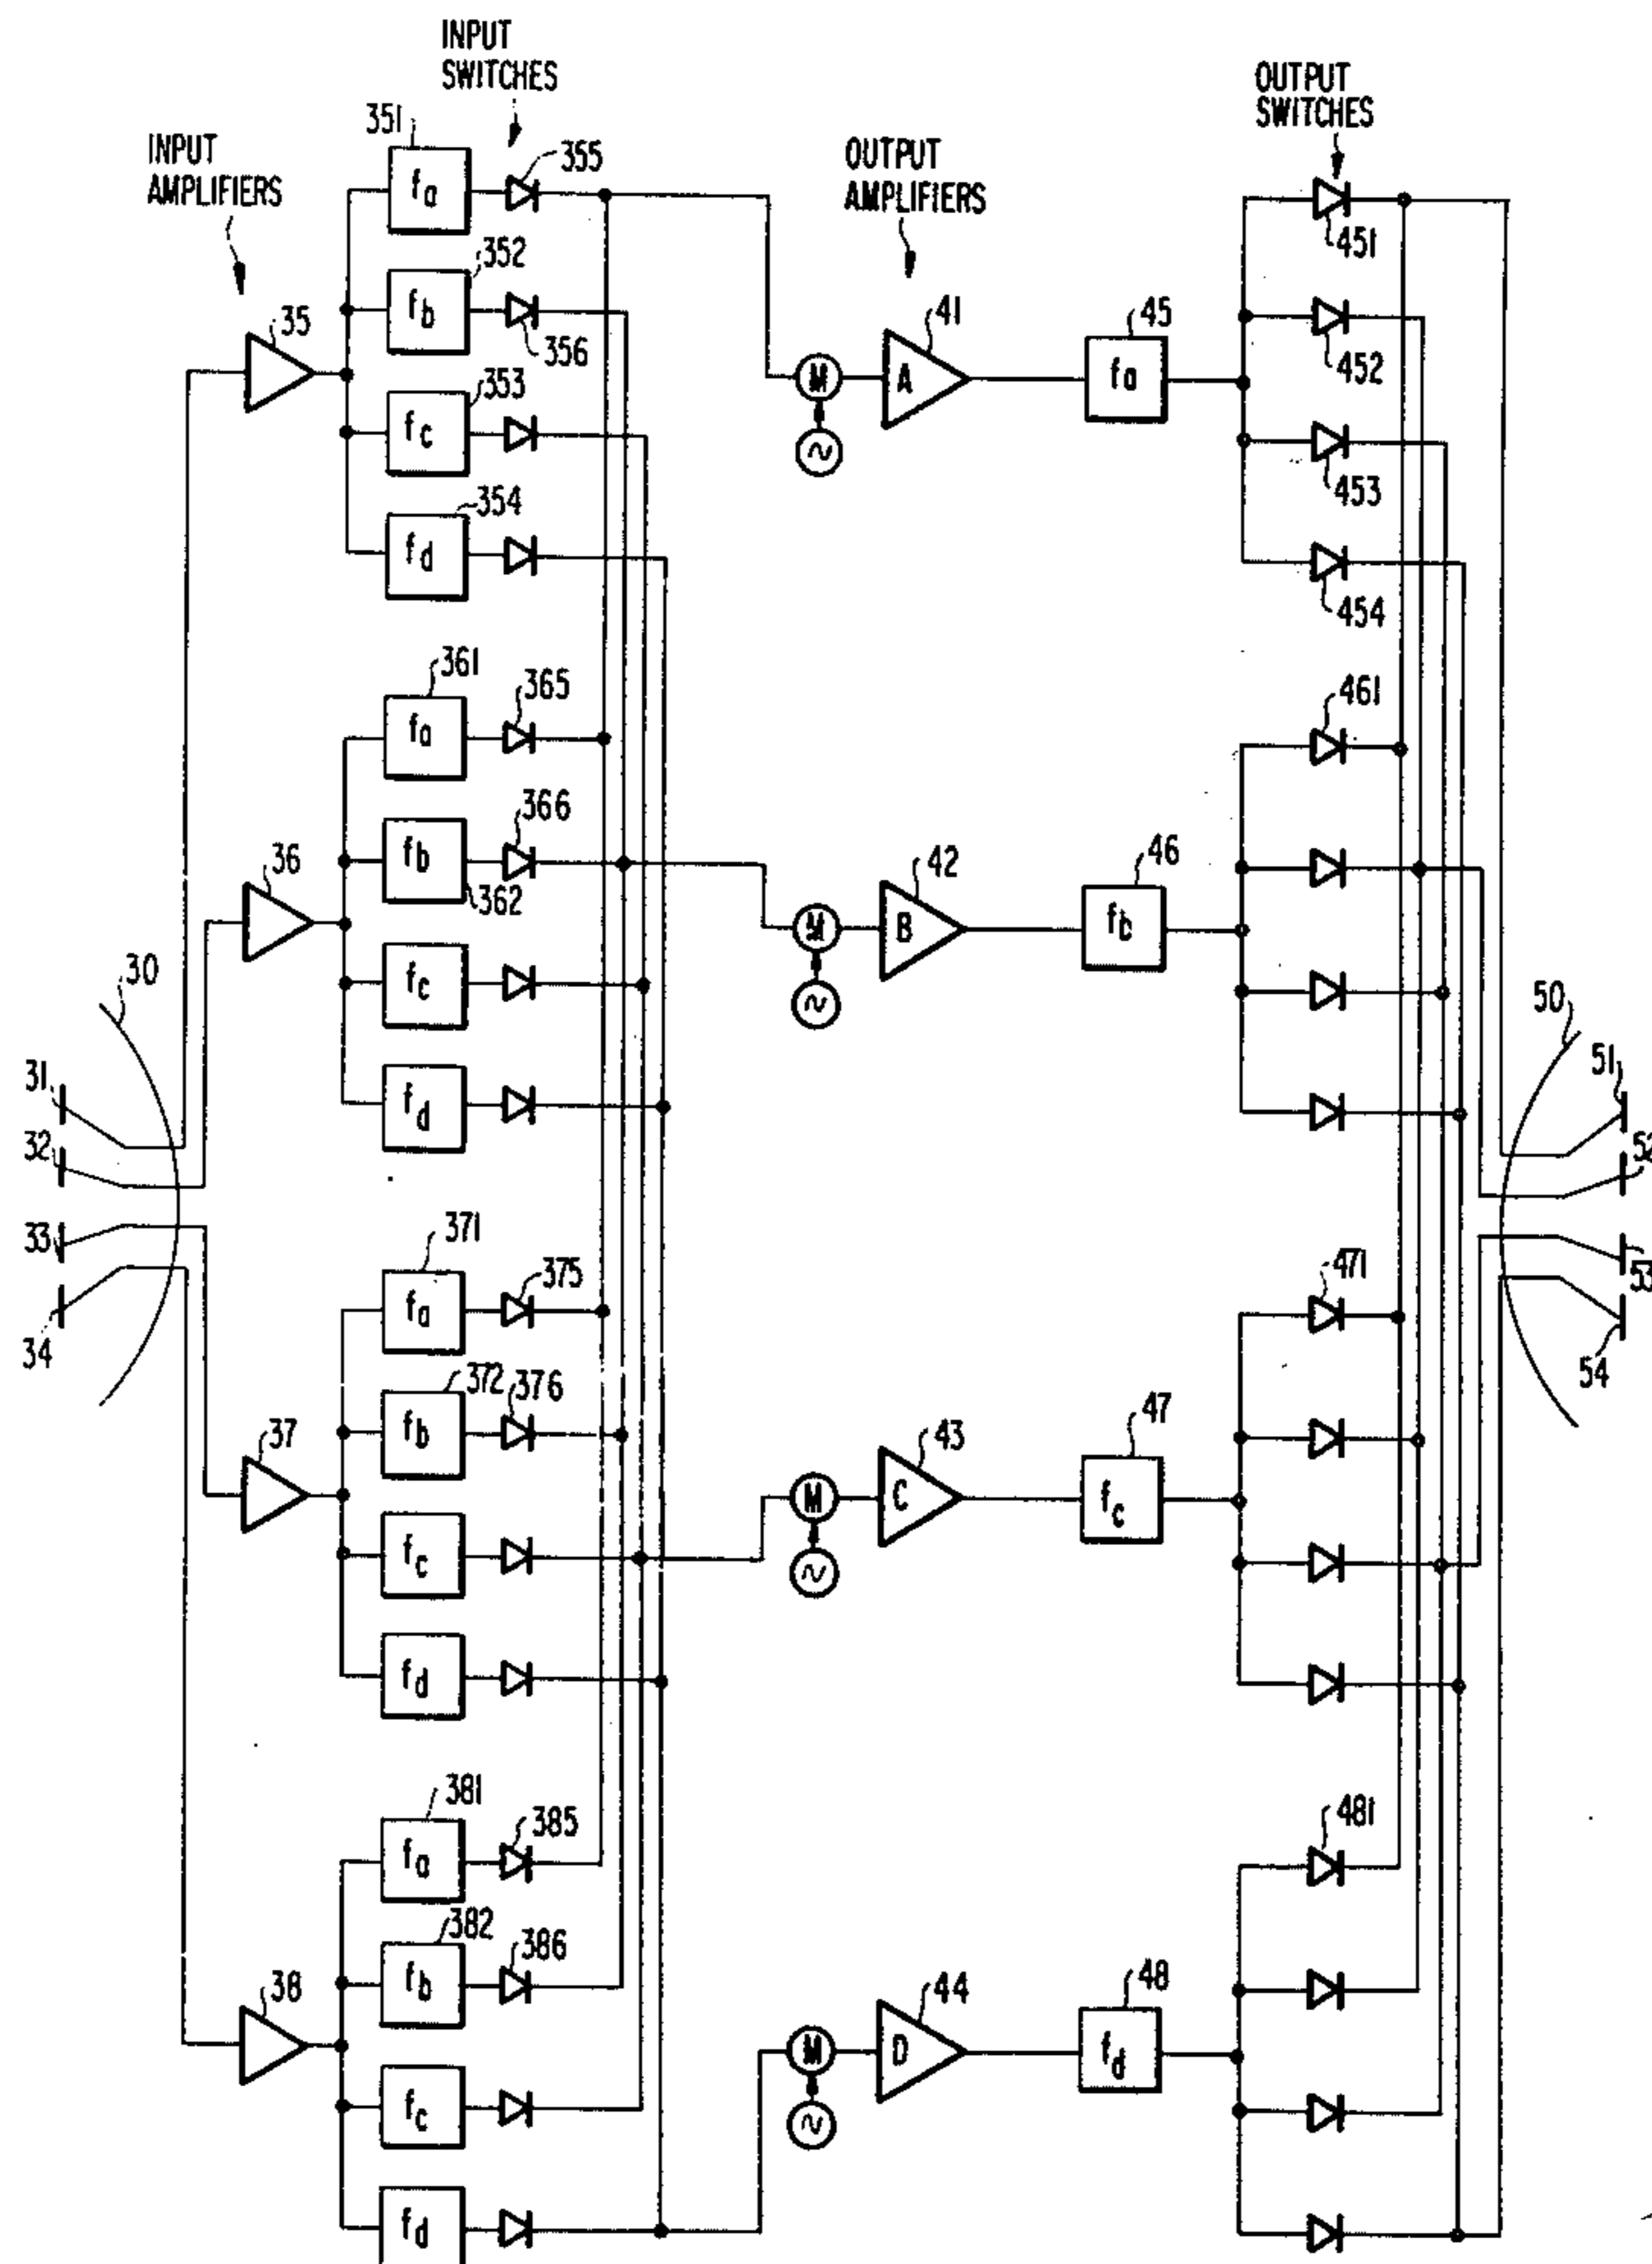 INPUT
SWITCHES
INPUT
AMPLIFIERS
OUTPUT
AMPLIFIERS
OUTPUT
SWITCHES
351
fa
355
352
fb
356
35
353
fc
354
fd
M
A
41
45
fa
451
452
453
454
361
fa
365
366
fb
362
36
fc
fd
M
B
42
46
fb
461
30
31
32
33
34
50
51
52
53
54
371
fa
375
372
fb
376
37
fc
fd
M
C
43
47
fc
471
381
fa
385
382
fb
386
38
fc
fd
M
D
44
48
fd
481